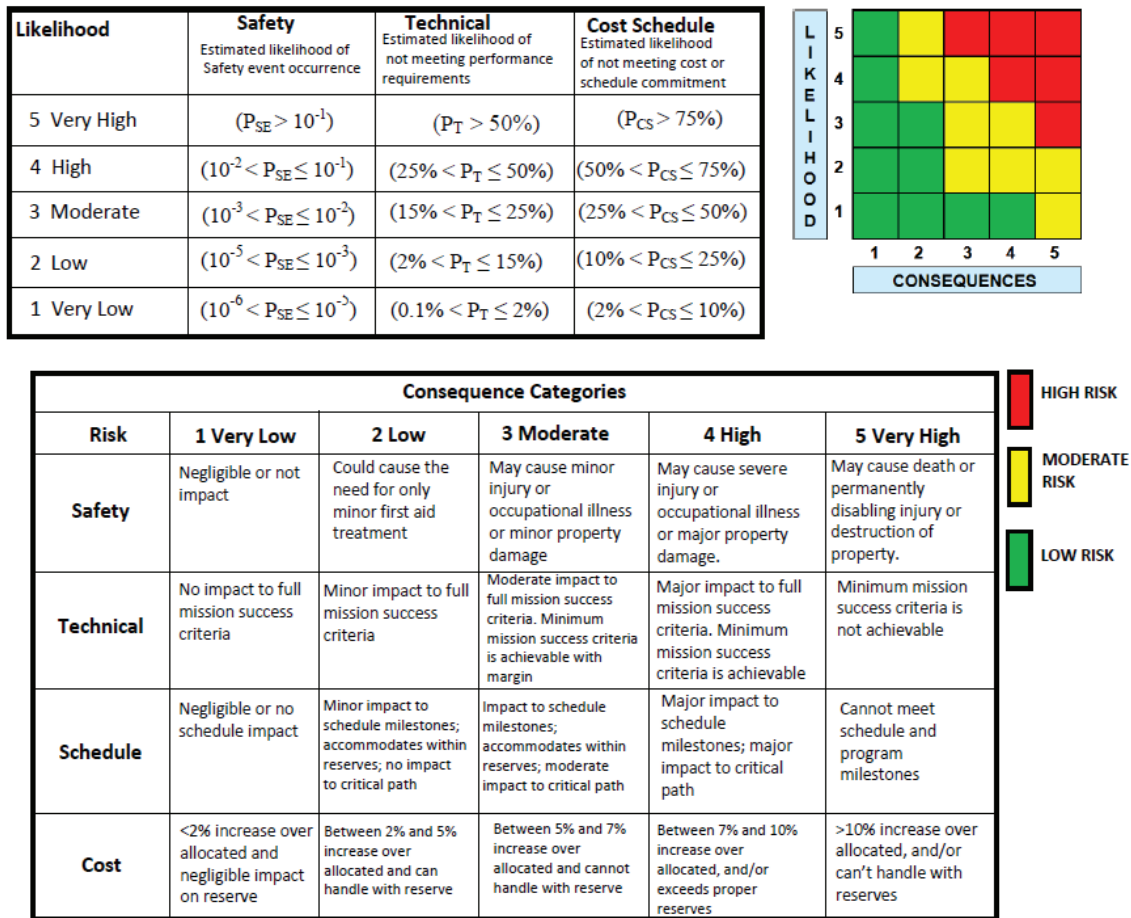 Likelihood
Safety
Estimated likelihood of
Safety event occurrence
Technical
Estimated likelihood of
not meeting performance
requirements
Cost Schedule
Estimated likelihood
of not meeting cost or
schedule commitment
5 Very High
(P_SE > 10^-1)
(P_T > 50%)
(P_CS > 75%)
4 High
(10^-2 < P_SE ≤ 10^-1)
(25% < P_T ≤ 50%)
(50% < P_CS ≤ 75%)
3 Moderate
(10^-3 < P_SE ≤ 10^-2)
(15% < P_T ≤ 25%)
(25% < P_CS ≤ 50%)
2 Low
(10^-5 < P_SE ≤ 10^-3)
(2% < P_T ≤ 15%)
(10% < P_CS ≤ 25%)
1 Very Low
(10^-6 < P_SE ≤ 10^-5)
(0.1% < P_T ≤ 2%)
(2% < P_CS ≤ 10%)
LIKELIHOOD
5
4
3
2
1
1 2 3 4 5
CONSEQUENCES
Consequence Categories
Risk
1 Very Low
2 Low
3 Moderate
4 High
5 Very High
Safety
Negligible or not
impact
Could cause the
need for only
minor first aid
treatment
May cause minor
injury or
occupational illness
or minor property
damage
May cause severe
injury or
occupational illness
or major property
damage.
May cause death or
permanently
disabling injury or
destruction of
property.
Technical
No impact to full
mission success
criteria
Minor impact to full
mission success
criteria
Moderate impact to
full mission success
criteria. Minimum
mission success criteria
is achievable with
margin
Major impact to full
mission success
criteria. Minimum
mission success
criteria is achievable
Minimum mission
success criteria is
not achievable
Schedule
Negligible or no
schedule impact
Minor impact to
schedule milestones;
accommodates within
reserves; no impact
to critical path
Impact to schedule
milestones;
accommodates within
reserves; moderate
impact to critical path
Major impact to
schedule
milestones; major
impact to critical
path
Cannot meet
schedule and
program
milestones
Cost
<2% increase over
allocated and
negligible impact
on reserve
Between 2% and 5%
increase over
allocated and can
handle with reserve
Between 5% and 7%
increase over
allocated and cannot
handle with reserve
Between 7% and 10%
increase over
allocated, and/or
exceeds proper
reserves
>10% increase over
allocated, and/or
can't handle with
reserves
HIGH RISK
MODERATE
RISK
LOW RISK